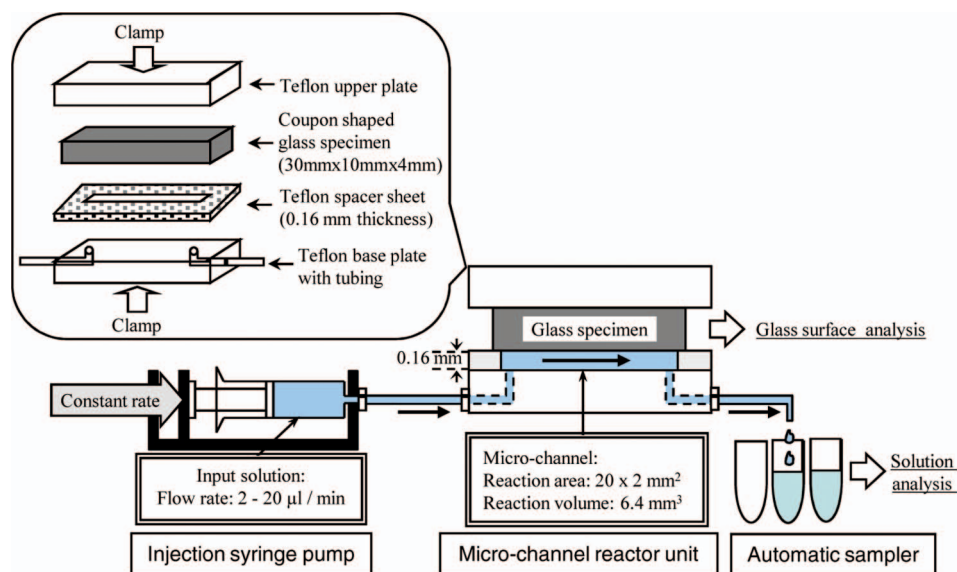 Clamp
Teflon upper plate
Coupon shaped
glass specimen
(30mmx10mmx4mm)
Teflon spacer sheet
(0.16 mm thickness)
Teflon base plate
with tubing
Clamp
Glass specimen
Glass surface analysis
0.16 mm
Constant rate
Input solution:
Flow rate: 2 - 20 µl / min
Micro-channel:
Reaction area: 20 x 2 mm²
Reaction volume: 6.4 mm³
Solution
analysis
Injection syringe pump
Micro-channel reactor unit
Automatic sampler